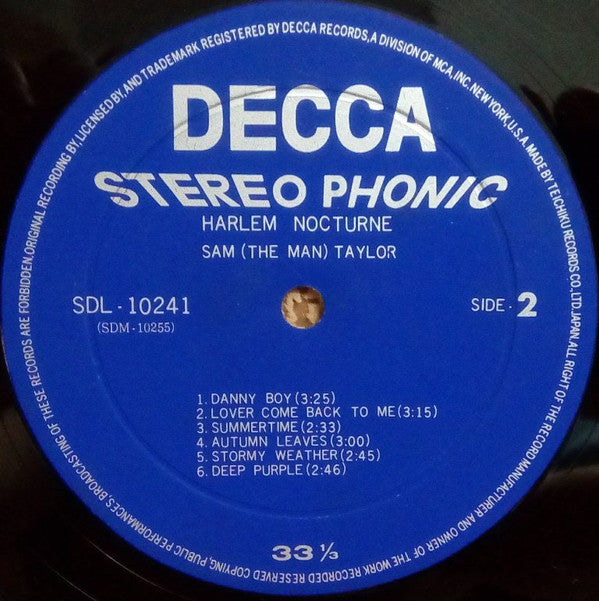 ORIGINAL RECORDING BY, LICENSED BY, AND TRADEMARK REGISTERED BY DECCA RECORDS, A DIVISION OF MCA, INC. NEW YORK, U.S.A. MADE BY TEICHIKU RECORDS CO., LTD. JAPAN. ALL RIGHT OF THE RECORD MANUFACTURER AND OWNER OF THE WORK RECORDED RESERVED COPYING, PUBLIC PERFORMANCES, BROADCASTING OF THESE RECORDS ARE FORBIDDEN.
DECCA
STEREO PHONIC
HARLEM NOCTURNE
SAM (THE MAN) TAYLOR
SDL-10241
(SDM-10255)
SIDE-2
1. DANNY BOY (3:25)
2. LOVER COME BACK TO ME (3:15)
3. SUMMERTIME (2:33)
4. AUTUMN LEAVES (3:00)
5. STORMY WEATHER (2:45)
6. DEEP PURPLE (2:46)
33 1/3